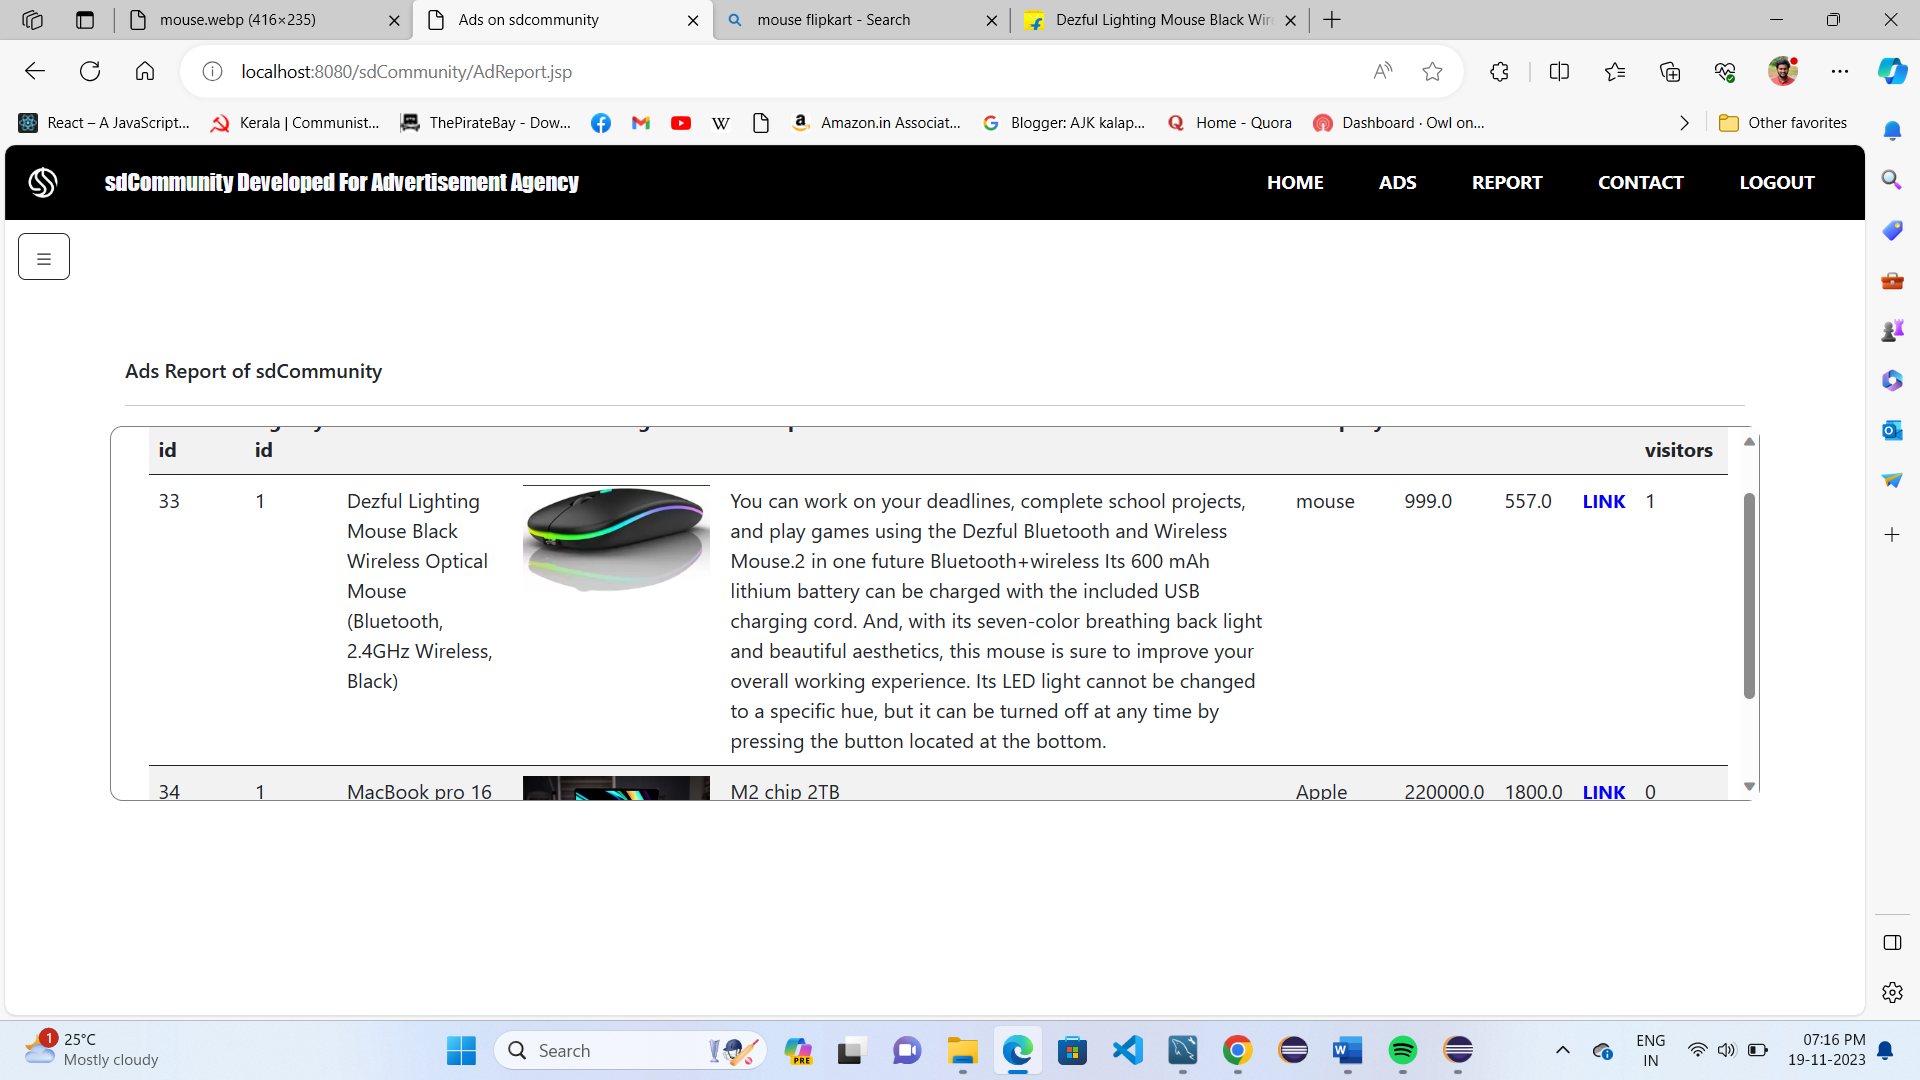 mouse.webp (416×235)
Ads on sdcommunity
mouse flipkart - Search
Dezful Lighting Mouse Black Wir
localhost:8080/sdCommunity/AdReport.jsp
React – A JavaScript...
Kerala | Communist...
ThePirateBay - Dow...
Amazon.in Associat...
Blogger: AJK kalap...
Home - Quora
Dashboard · Owl on...
Other favorites
sdCommunity Developed For Advertisement Agency
HOME
ADS
REPORT
CONTACT
LOGOUT
Ads Report of sdCommunity
id
id
visitors
33
1
Dezful Lighting
Mouse Black
Wireless Optical
Mouse
(Bluetooth,
2.4GHz Wireless,
Black)
You can work on your deadlines, complete school projects,
and play games using the Dezful Bluetooth and Wireless
Mouse.2 in one future Bluetooth+wireless Its 600 mAh
lithium battery can be charged with the included USB
charging cord. And, with its seven-color breathing back light
and beautiful aesthetics, this mouse is sure to improve your
overall working experience. Its LED light cannot be changed
to a specific hue, but it can be turned off at any time by
pressing the button located at the bottom.
mouse
999.0
557.0
LINK
1
34
1
MacBook pro 16
M2 chip 2TB
Apple
220000.0
1800.0
LINK
0
1
25°C
Mostly cloudy
Search
PRE
ENG
IN
07:16 PM
19-11-2023